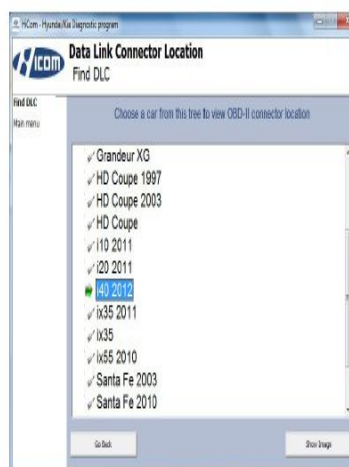 HiCom - Hyundai/Kia Diagnostic program
Hicom
Data Link Connector Location
Find DLC
Find DLC
Main menu
Choose a car from this tree to view OBD-II connector location
Grandeur XG
HD Coupe 1997
HD Coupe 2003
HD Coupe
i10 2011
i20 2011
i40 2012
ix35 2011
ix35
ix55 2010
Santa Fe 2003
Santa Fe 2010
Go Back
Show Image